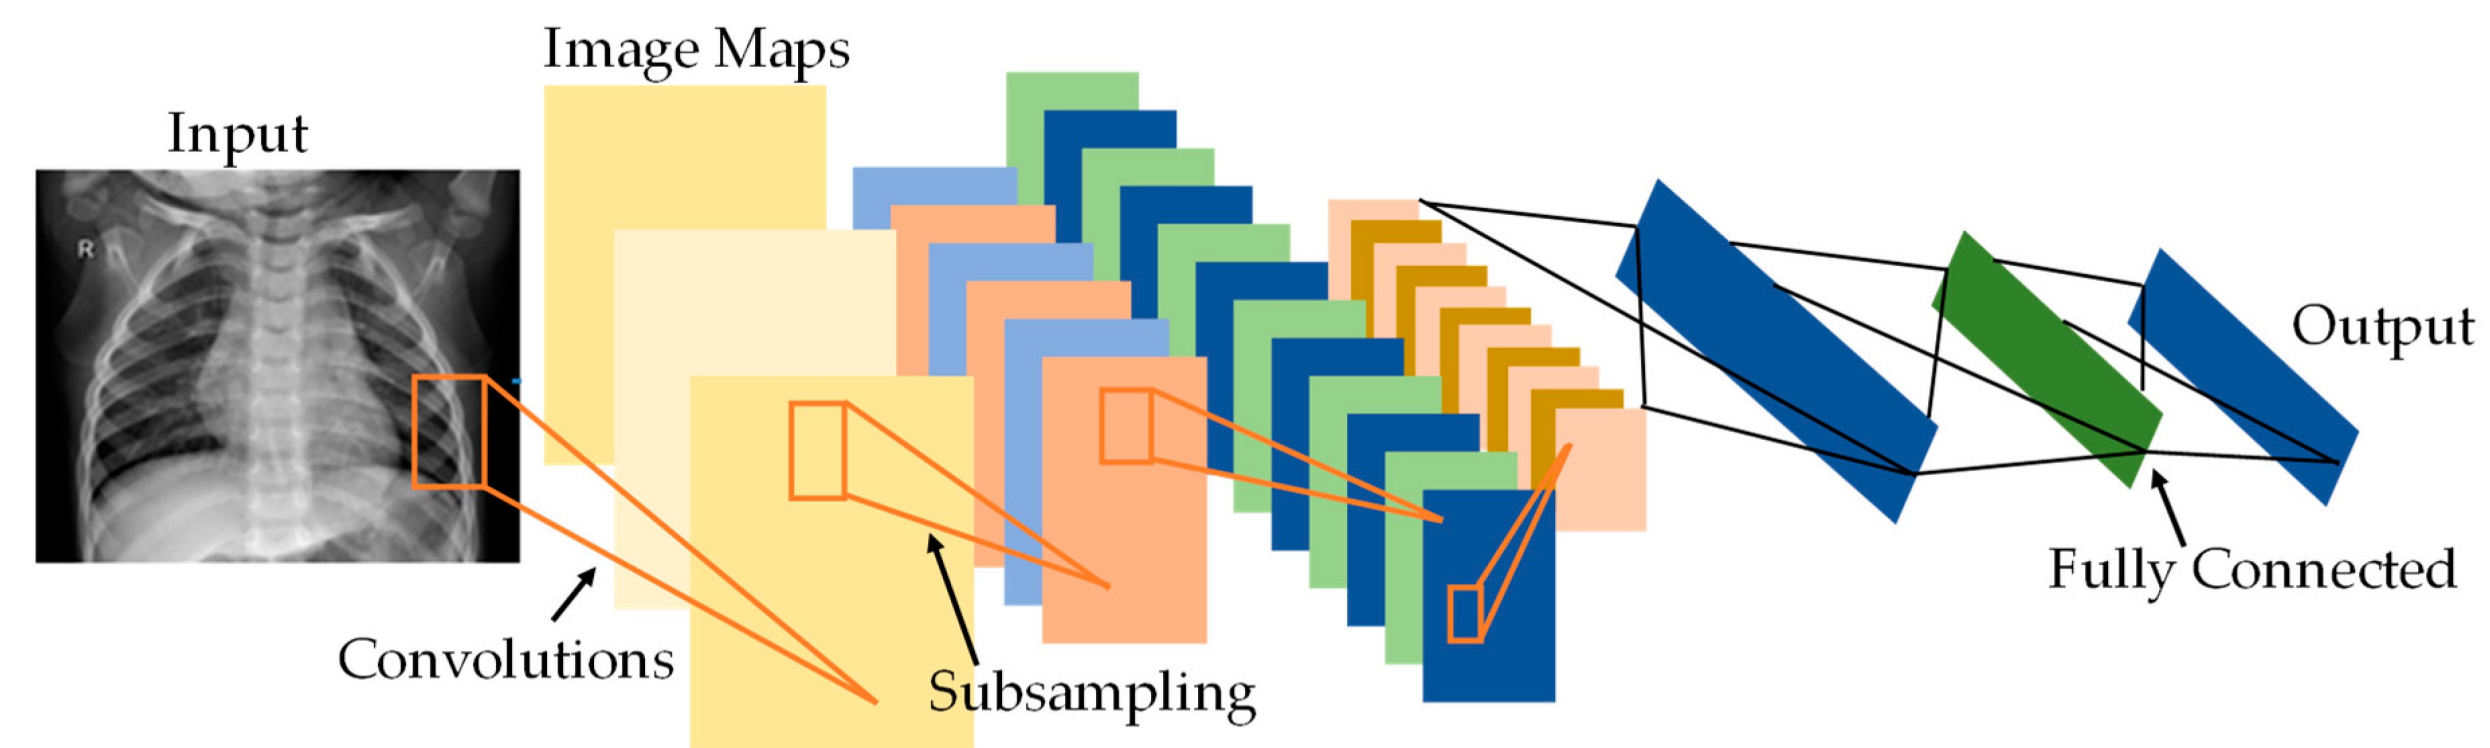 Image Maps
Input
R
Output
Fully Connected
Convolutions
Subsampling